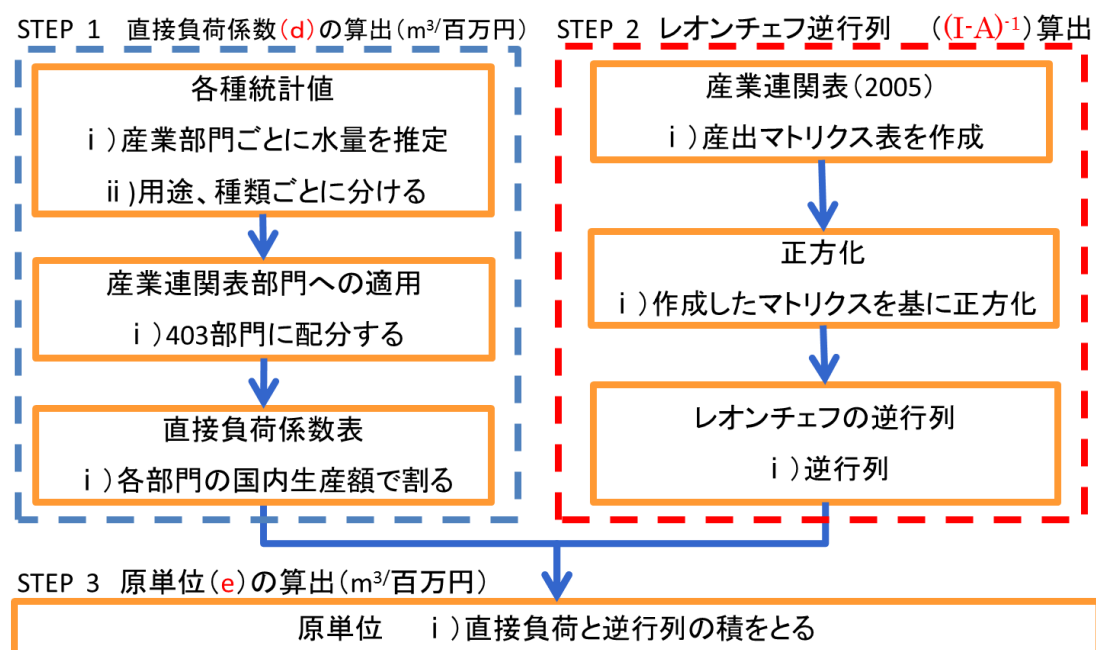 STEP 1 直接負荷係数(d)の算出(m³/百万円)
各種統計値
ⅰ)産業部門ごとに水量を推定
ⅱ)用途、種類ごとに分ける
産業連関表部門への適用
ⅰ)403部門に配分する
直接負荷係数表
ⅰ)各部門の国内生産額で割る
STEP 2 レオンチェフ逆行列 ((I-A)⁻¹)算出
産業連関表(2005)
ⅰ)産出マトリクス表を作成
正方化
ⅰ)作成したマトリクスを基に正方化
レオンチェフの逆行列
ⅰ)逆行列
STEP 3 原単位(e)の算出(m³/百万円)
原単位 ⅰ)直接負荷と逆行列の積をとる